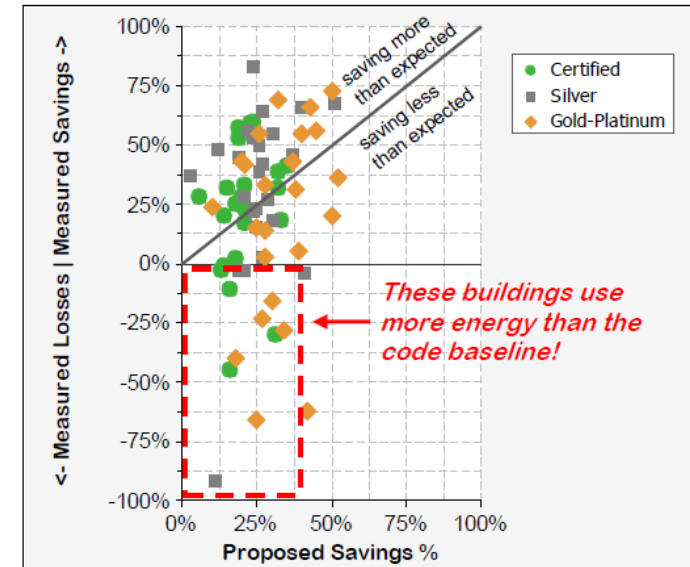 100%
75%
50%
25%
0%
-25%
-50%
-75%
-100%
<- Measured Losses | Measured Savings ->
saving more
than expected
saving less
than expected
Certified
Silver
Gold-Platinum
These buildings use
more energy than the
code baseline!
0%
25%
50%
75%
100%
Proposed Savings %